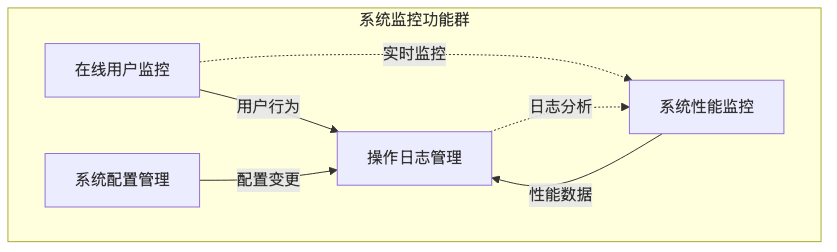 系统监控功能群
在线用户监控
实时监控
系统性能监控
用户行为
日志分析
操作日志管理
系统配置管理
配置变更
性能数据